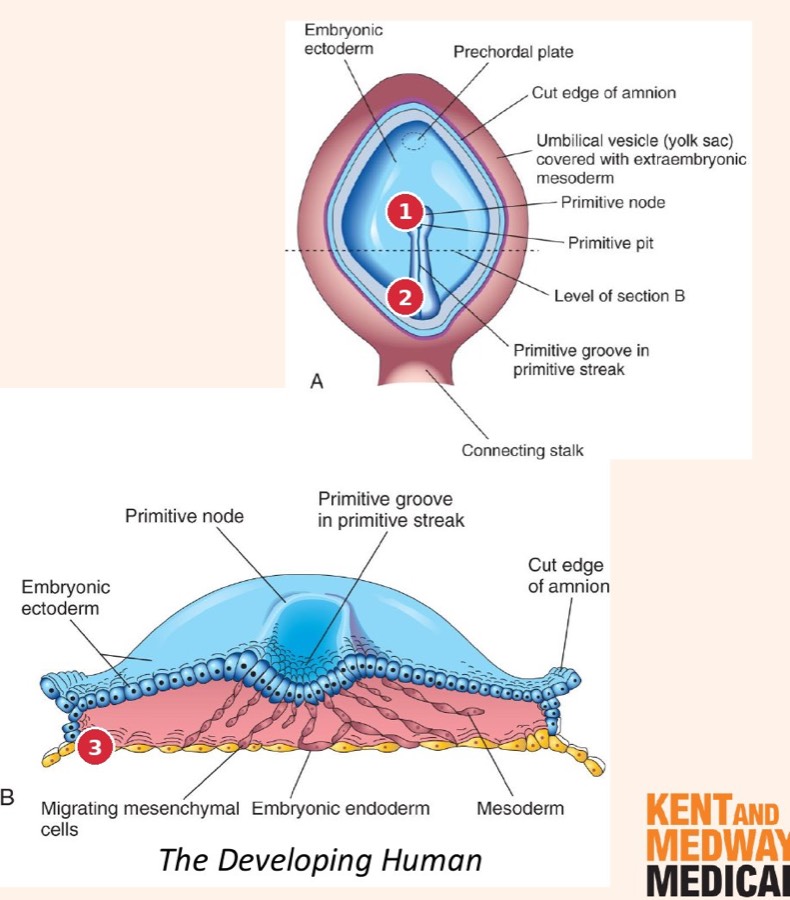 Embryonic
ectoderm
Prechordal plate
Cut edge of amnion
Umbilical vesicle (yolk sac)
covered with extraembryonic
mesoderm
1
Primitive node
Primitive pit
2
Level of section B
Primitive groove in
primitive streak
A
Connecting stalk
Primitive groove
in primitive streak
Primitive node
Cut edge
of amnion
Embryonic
ectoderm
3
B
Migrating mesenchymal
cells
Embryonic endoderm
Mesoderm
The Developing Human
KENT AND
MEDWAY
MEDICAL